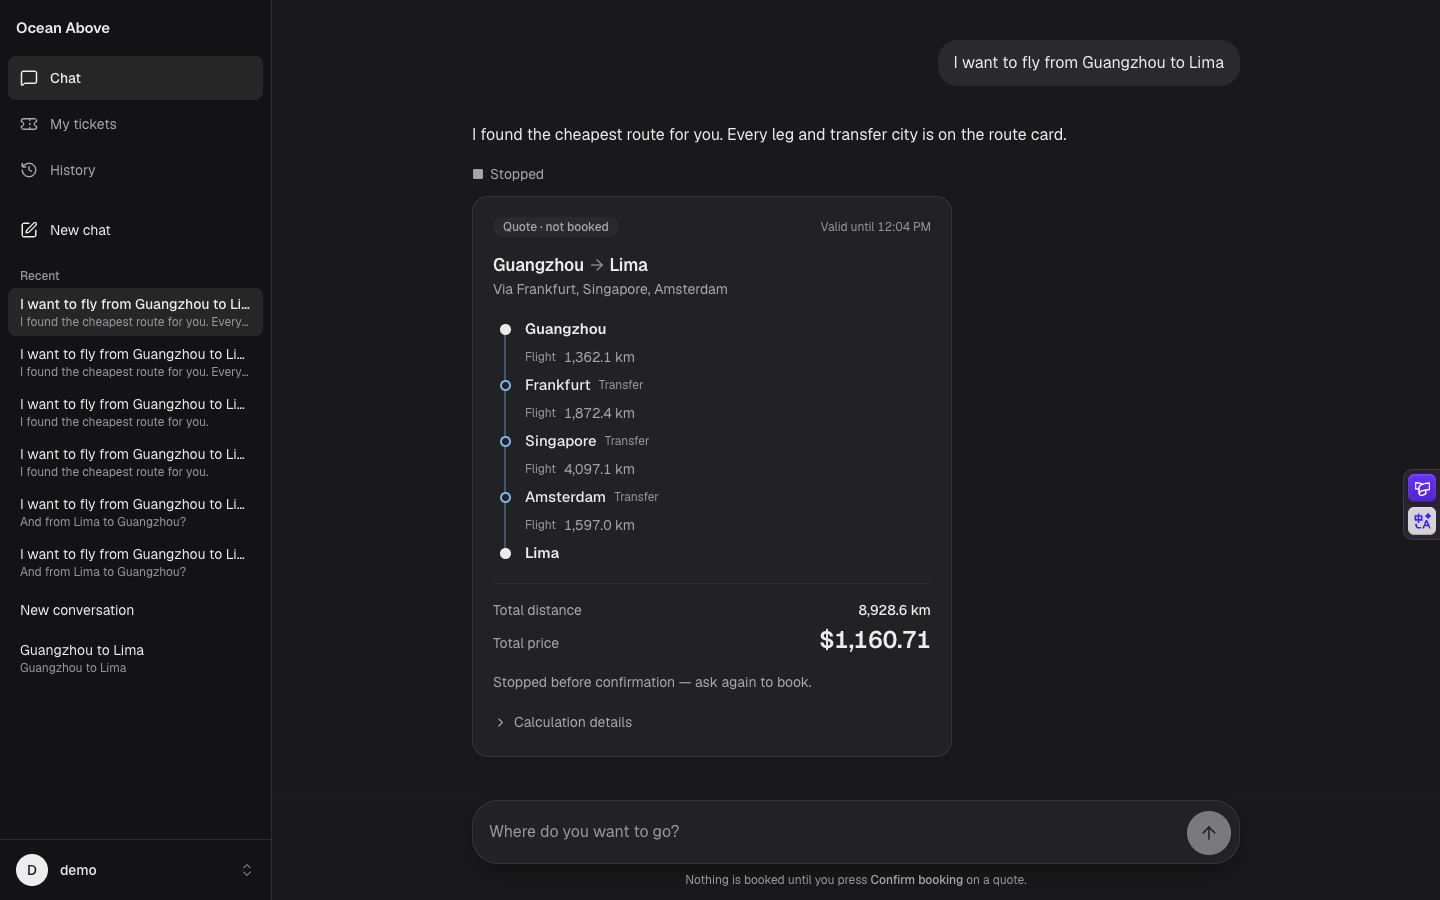 Ocean Above
Chat
My tickets
History
New chat
Recent
I want to fly from Guangzhou to Li...
I found the cheapest route for you. Every...
I want to fly from Guangzhou to Li...
I found the cheapest route for you. Every...
I want to fly from Guangzhou to Li...
I found the cheapest route for you.
I want to fly from Guangzhou to Li...
I found the cheapest route for you.
I want to fly from Guangzhou to Li...
And from Lima to Guangzhou?
I want to fly from Guangzhou to Li...
And from Lima to Guangzhou?
New conversation
Guangzhou to Lima
Guangzhou to Lima
D demo
I want to fly from Guangzhou to Lima
I found the cheapest route for you. Every leg and transfer city is on the route card.
Stopped
Quote · not booked Valid until 12:04 PM
Guangzhou → Lima
Via Frankfurt, Singapore, Amsterdam
Guangzhou
Flight 1,362.1 km
Frankfurt Transfer
Flight 1,872.4 km
Singapore Transfer
Flight 4,097.1 km
Amsterdam Transfer
Flight 1,597.0 km
Lima
Total distance 8,928.6 km
Total price $1,160.71
Stopped before confirmation — ask again to book.
Calculation details
Where do you want to go?
Nothing is booked until you press Confirm booking on a quote.
中A